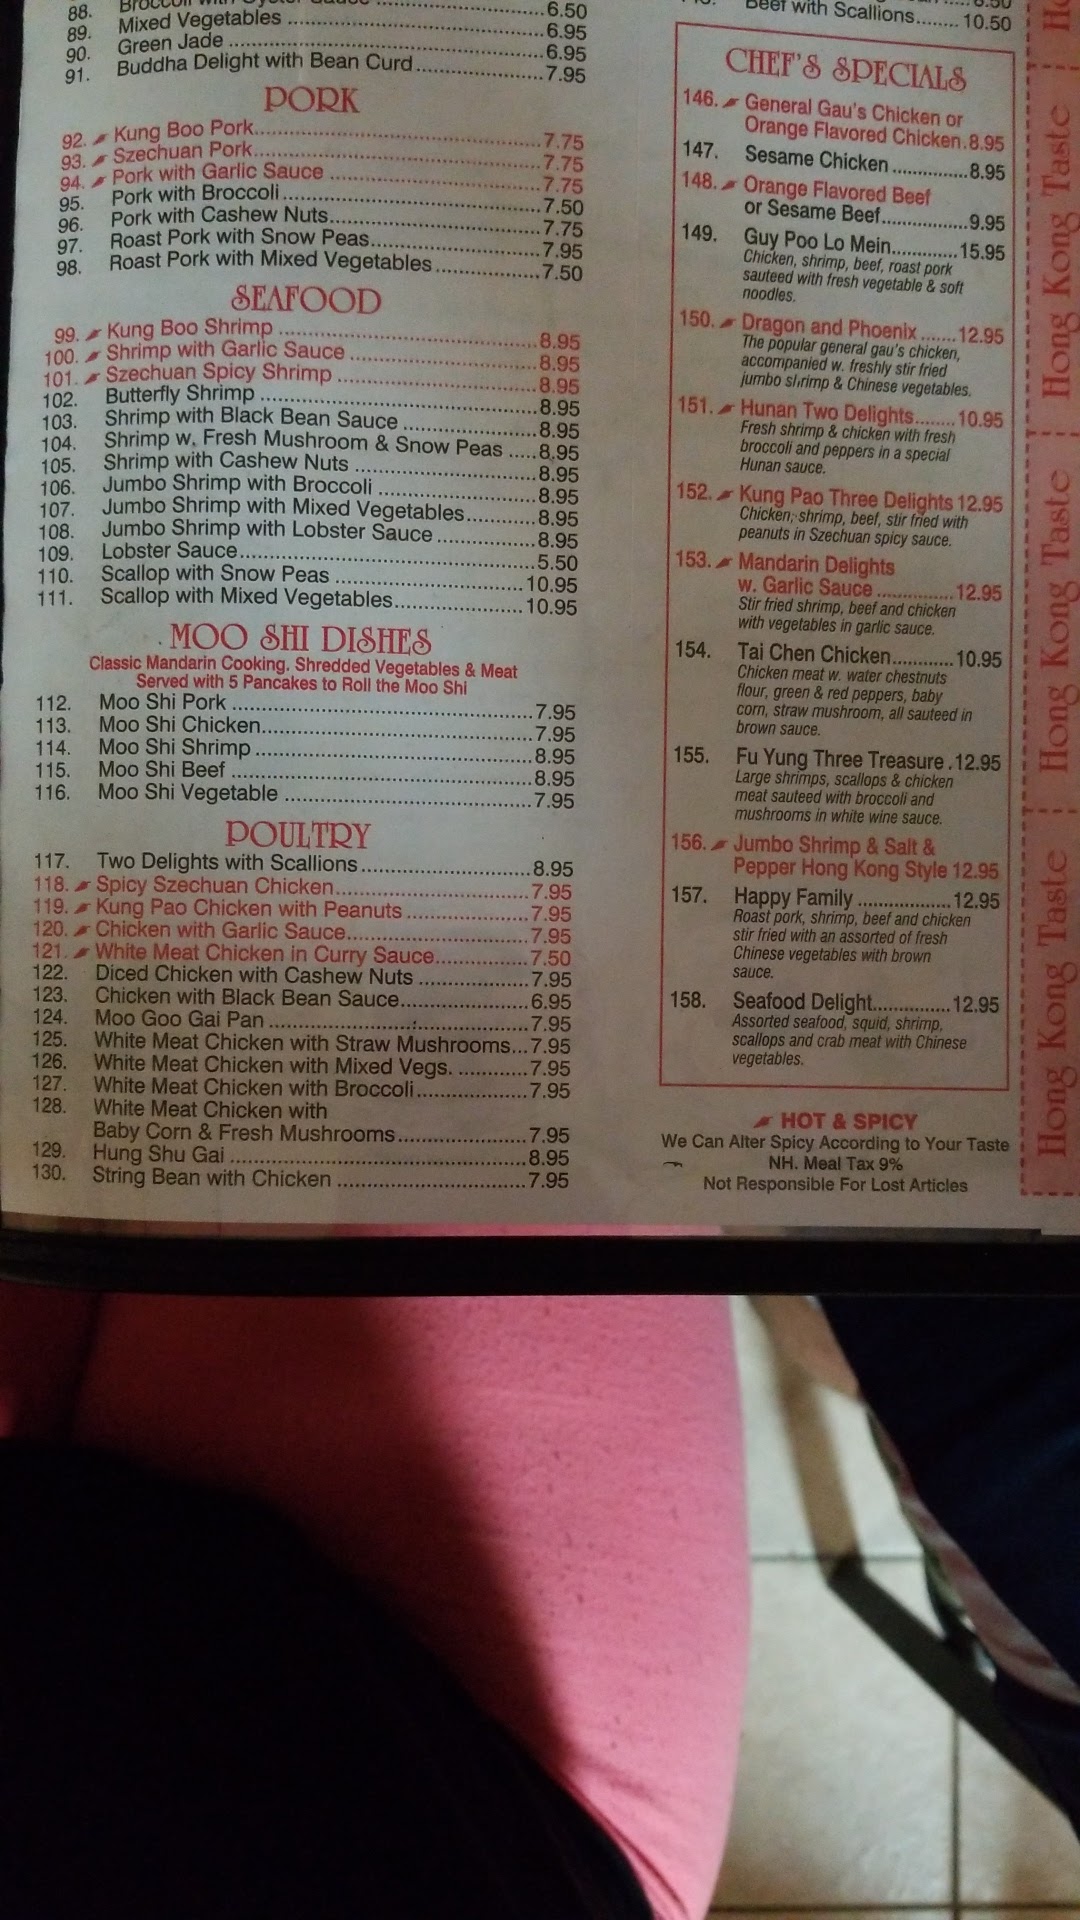 88. Broccoli with Oyster Sauce ....6.50
89. Mixed Vegetables ....6.95
90. Green Jade ....6.95
91. Buddha Delight with Bean Curd ....7.95
PORK
92. Kung Boo Pork....7.75
93. Szechuan Pork....7.75
94. Pork with Garlic Sauce ....7.75
95. Pork with Broccoli....7.50
96. Pork with Cashew Nuts....7.75
97. Roast Pork with Snow Peas....7.95
98. Roast Pork with Mixed Vegetables ....7.50
SEAFOOD
99. Kung Boo Shrimp ....8.95
100. Shrimp with Garlic Sauce ....8.95
101. Szechuan Spicy Shrimp ....8.95
102. Butterfly Shrimp ....8.95
103. Shrimp with Black Bean Sauce ....8.95
104. Shrimp w. Fresh Mushroom & Snow Peas .....8.95
105. Shrimp with Cashew Nuts ....8.95
106. Jumbo Shrimp with Broccoli ....8.95
107. Jumbo Shrimp with Mixed Vegetables....8.95
108. Jumbo Shrimp with Lobster Sauce ....8.95
109. Lobster Sauce....5.50
110. Scallop with Snow Peas ....10.95
111. Scallop with Mixed Vegetables....10.95
MOO SHI DISHES
Classic Mandarin Cooking. Shredded Vegetables & Meat
Served with 5 Pancakes to Roll the Moo Shi
112. Moo Shi Pork ....7.95
113. Moo Shi Chicken....7.95
114. Moo Shi Shrimp ....8.95
115. Moo Shi Beef ....8.95
116. Moo Shi Vegetable ....7.95
POULTRY
117. Two Delights with Scallions....8.95
118. Spicy Szechuan Chicken....7.95
119. Kung Pao Chicken with Peanuts ....7.95
120. Chicken with Garlic Sauce....7.95
121. White Meat Chicken in Curry Sauce....7.50
122. Diced Chicken with Cashew Nuts ....7.95
123. Chicken with Black Bean Sauce....6.95
124. Moo Goo Gai Pan ....7.95
125. White Meat Chicken with Straw Mushrooms...7.95
126. White Meat Chicken with Mixed Vegs. ....7.95
127. White Meat Chicken with Broccoli....7.95
128. White Meat Chicken with
Baby Corn & Fresh Mushrooms....7.95
129. Hung Shu Gai ....8.95
130. String Bean with Chicken ....7.95
Beef with Scallions........ 10.50
CHEF'S SPECIALS
146. General Gau's Chicken or
Orange Flavored Chicken.8.95
147. Sesame Chicken ....8.95
148. Orange Flavored Beef
or Sesame Beef....9.95
149. Guy Poo Lo Mein....15.95
Chicken, shrimp, beef, roast pork
sauteed with fresh vegetable & soft
noodles.
150. Dragon and Phoenix ....... 12.95
The popular general gau's chicken,
accompanied w. freshly stir fried
jumbo shrimp & Chinese vegetables.
151. Hunan Two Delights........ 10.95
Fresh shrimp & chicken with fresh
broccoli and peppers in a special
Hunan sauce.
152. Kung Pao Three Delights 12.95
Chicken, shrimp, beef, stir fried with
peanuts in Szechuan spicy sauce.
153. Mandarin Delights
w. Garlic Sauce ....12.95
Stir fried shrimp, beef and chicken
with vegetables in garlic sauce.
154. Tai Chen Chicken....10.95
Chicken meat w. water chestnuts
flour, green & red peppers, baby
corn, straw mushroom, all sauteed in
brown sauce.
155. Fu Yung Three Treasure .12.95
Large shrimps, scallops & chicken
meat sauteed with broccoli and
mushrooms in white wine sauce.
156. Jumbo Shrimp & Salt &
Pepper Hong Kong Style 12.95
157. Happy Family ....12.95
Roast pork, shrimp, beef and chicken
stir fried with an assorted of fresh
Chinese vegetables with brown
sauce.
158. Seafood Delight....12.95
Assorted seafood, squid, shrimp,
scallops and crab meat with Chinese
vegetables.
HOT & SPICY
We Can Alter Spicy According to Your Taste
NH. Meal Tax 9%
Not Responsible For Lost Articles
Hong Kong Taste
Hong Kong Taste
Hong Kong Taste